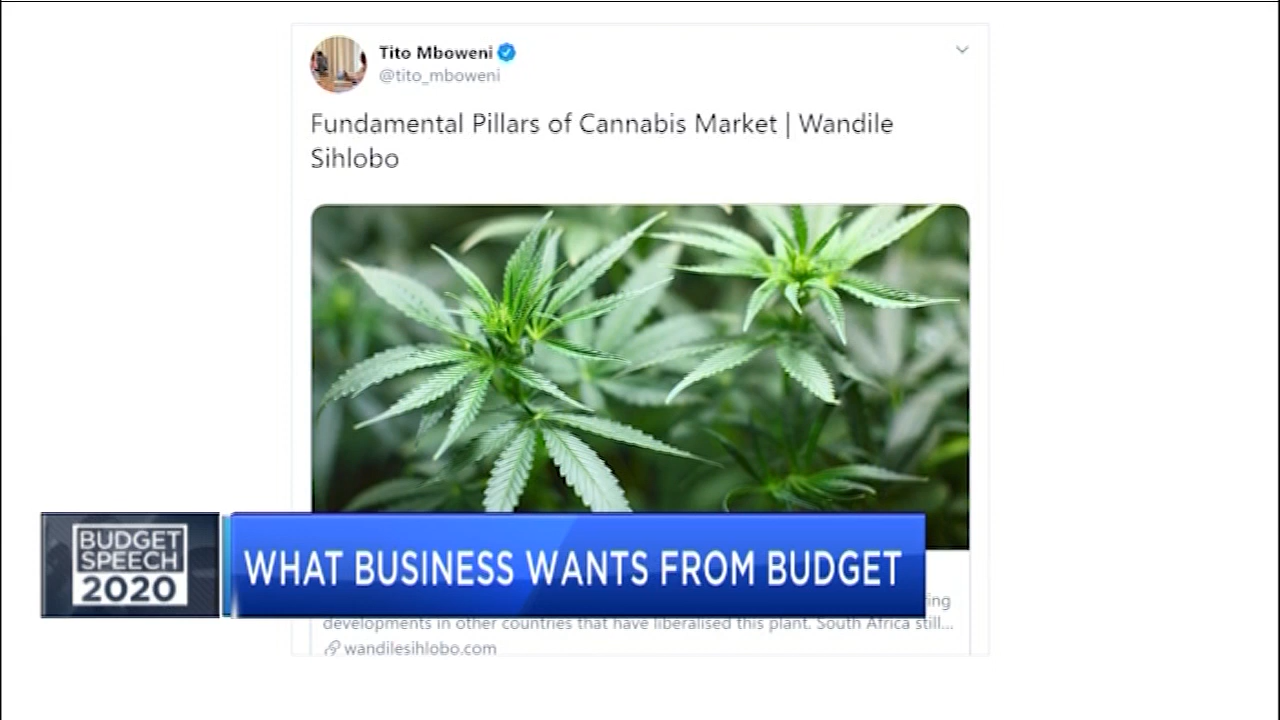 Tito Mboweni
@tito_mboweni
Fundamental Pillars of Cannabis Market | Wandile
Sihlobo
BUDGET
SPEECH
2020
WHAT BUSINESS WANTS FROM BUDGET
developments in other countries that have liberalised this plant. South Africa still...
wandilesihlobo.com